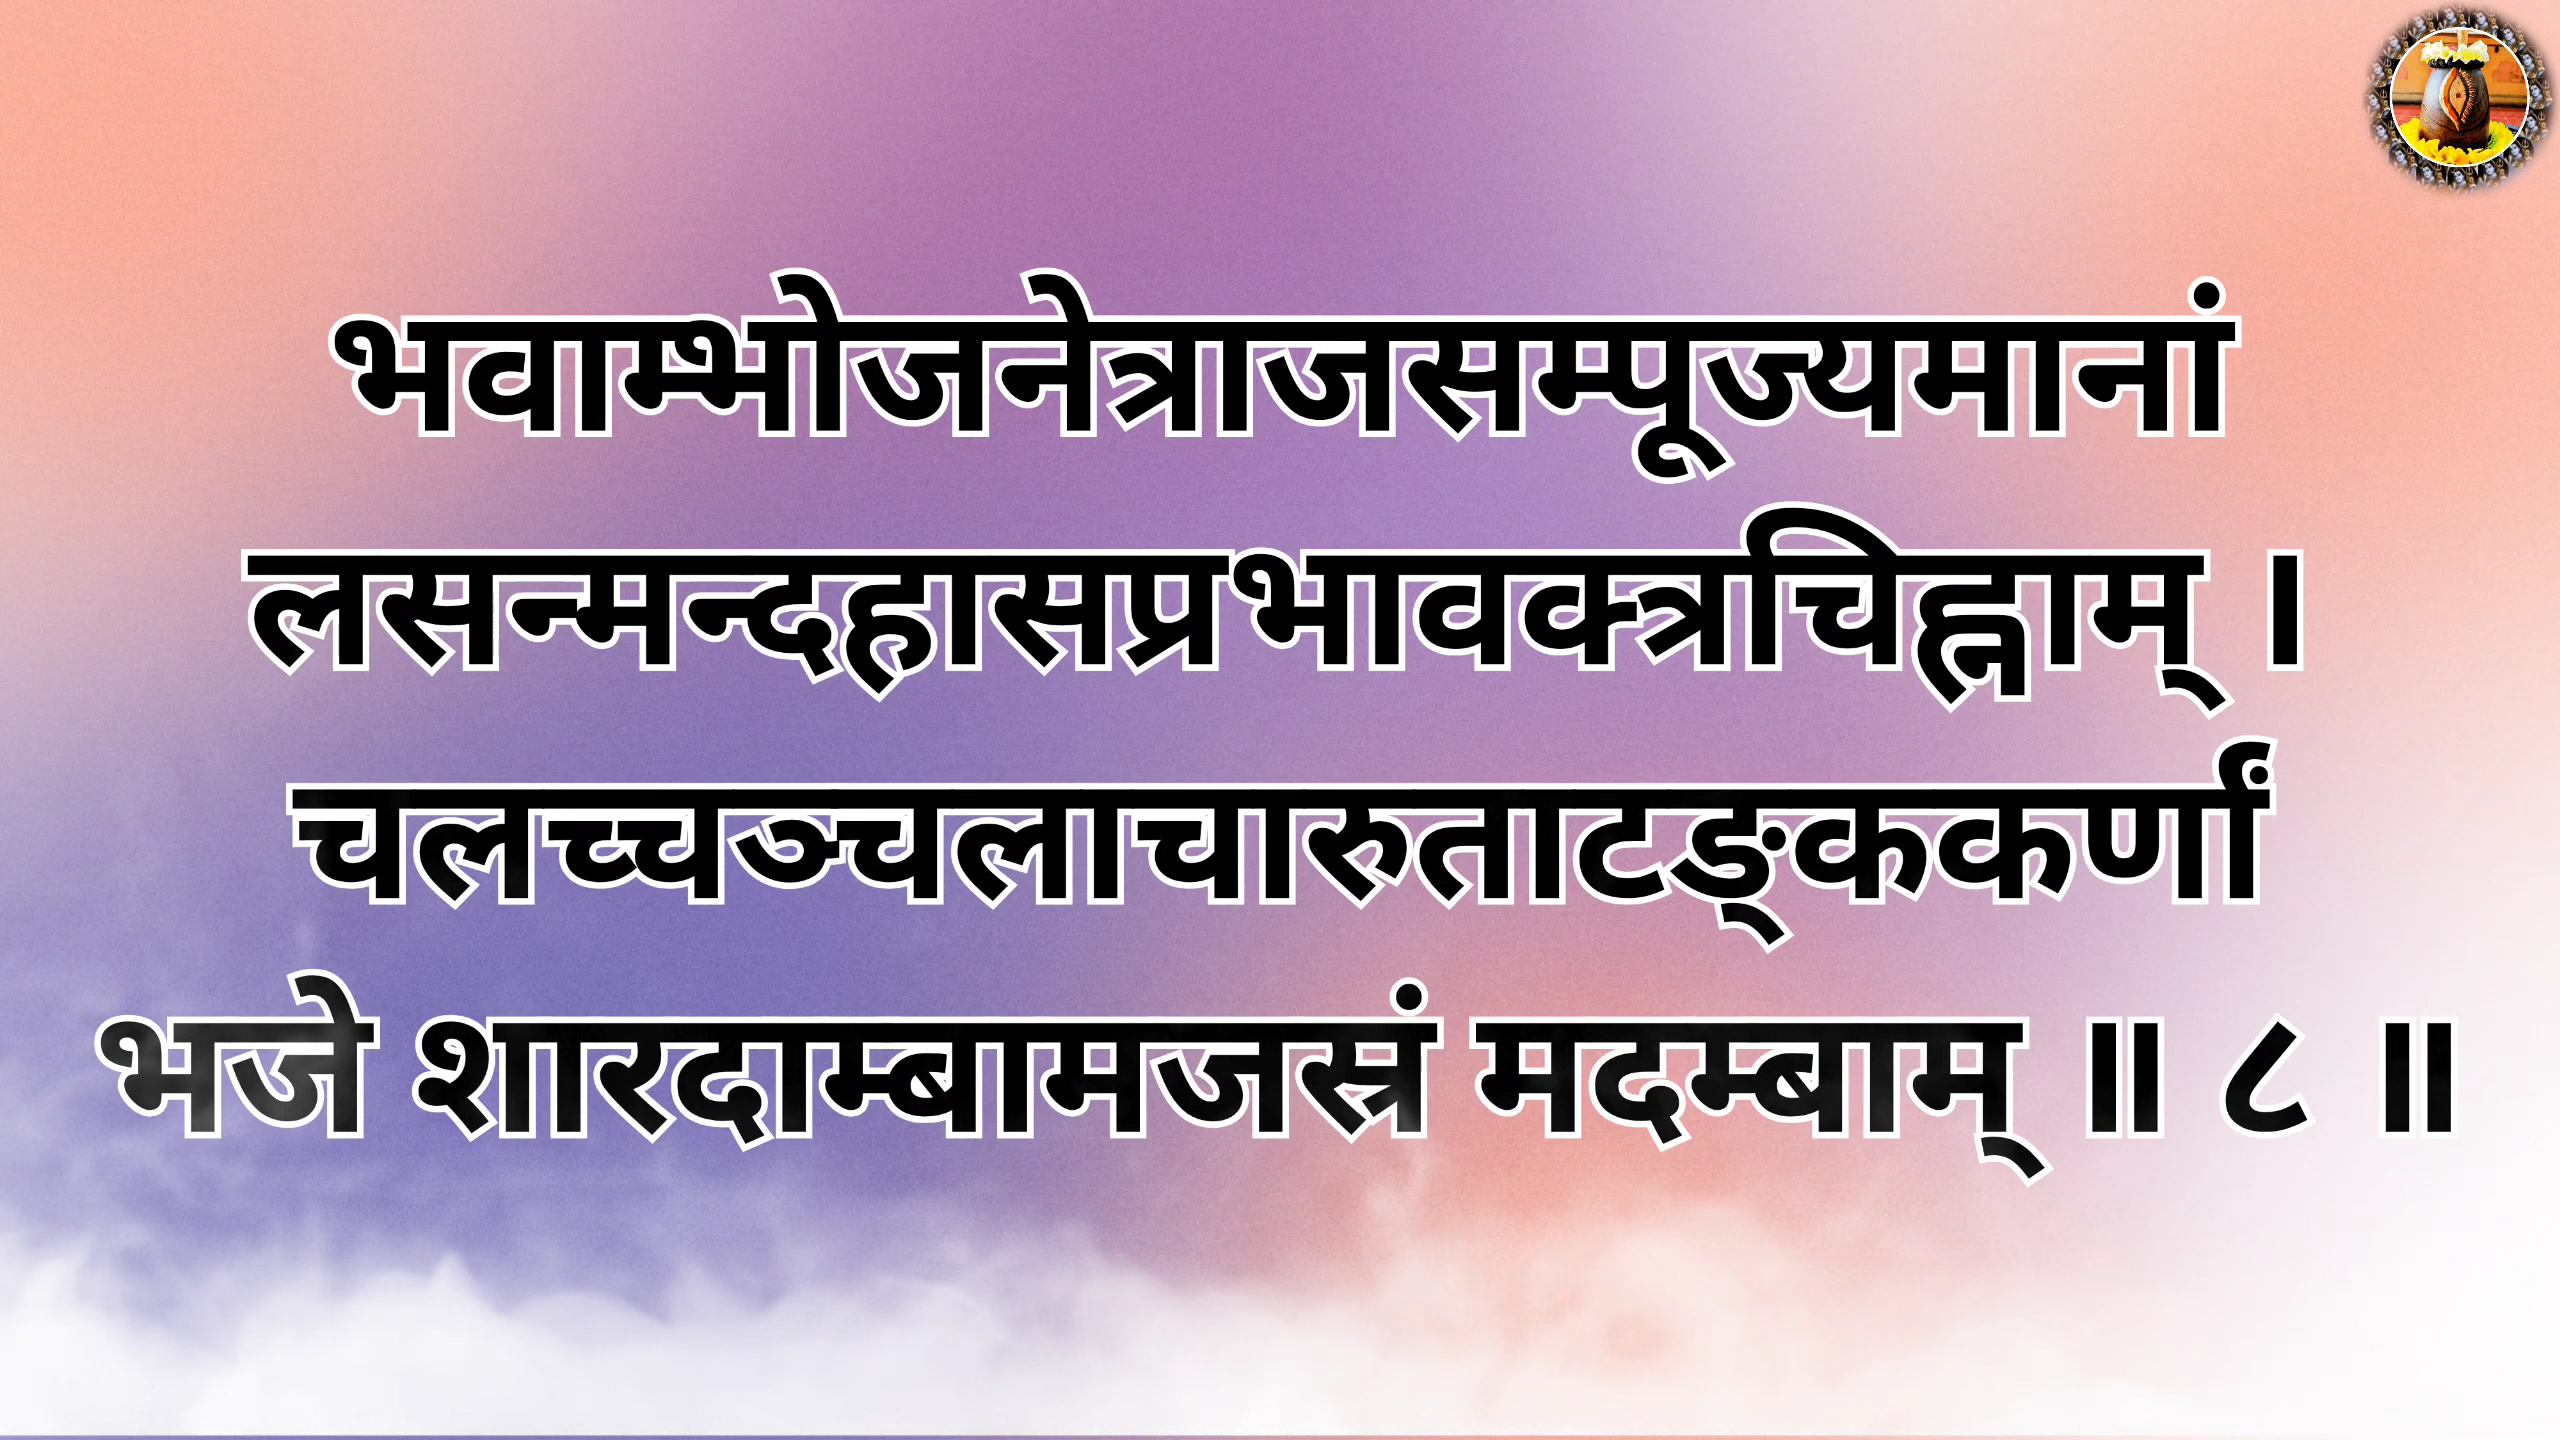 भवाम्भोजनेत्राजसम्पूज्यमानां
लसन्मन्दहासप्रभावक्त्रचिह्नाम् ।
चलच्चञ्चलाचारुताटङ्ककर्णां
भजे शारदाम्बामजस्रं मदम्बाम् ॥ ८ ॥